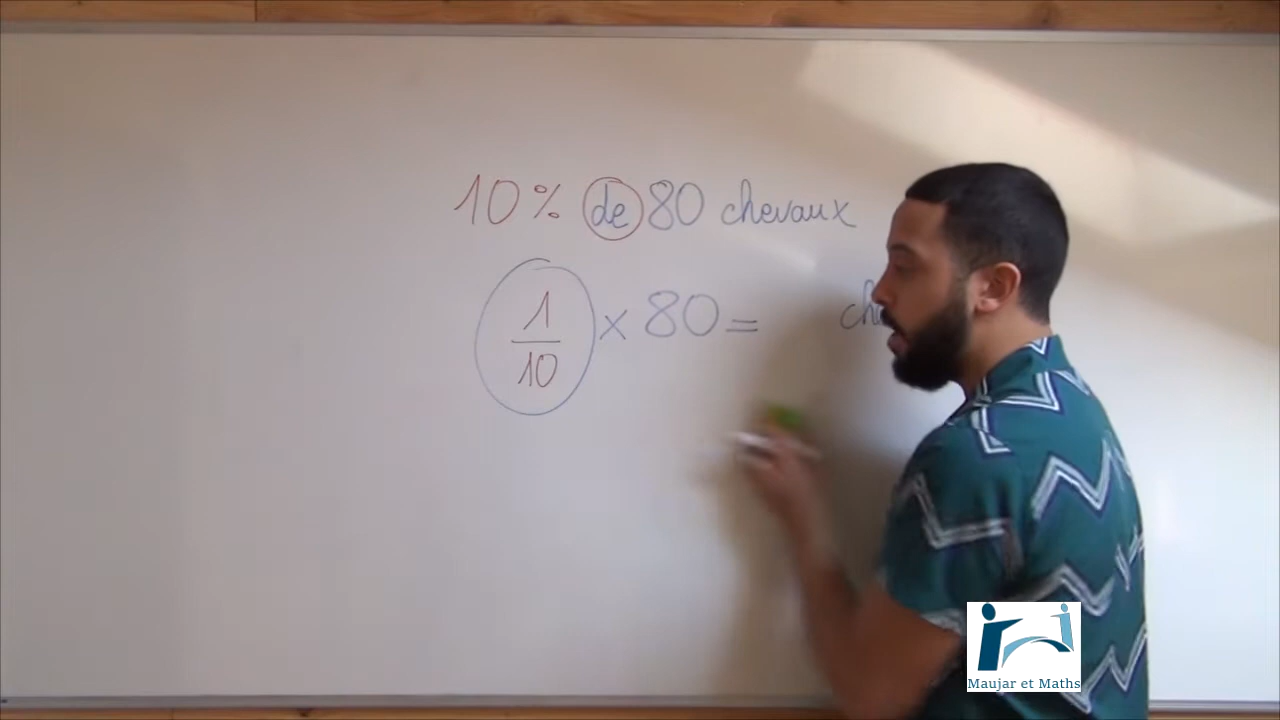 10% de 80 chevaux
1/10 × 80 =
Maujar et Maths